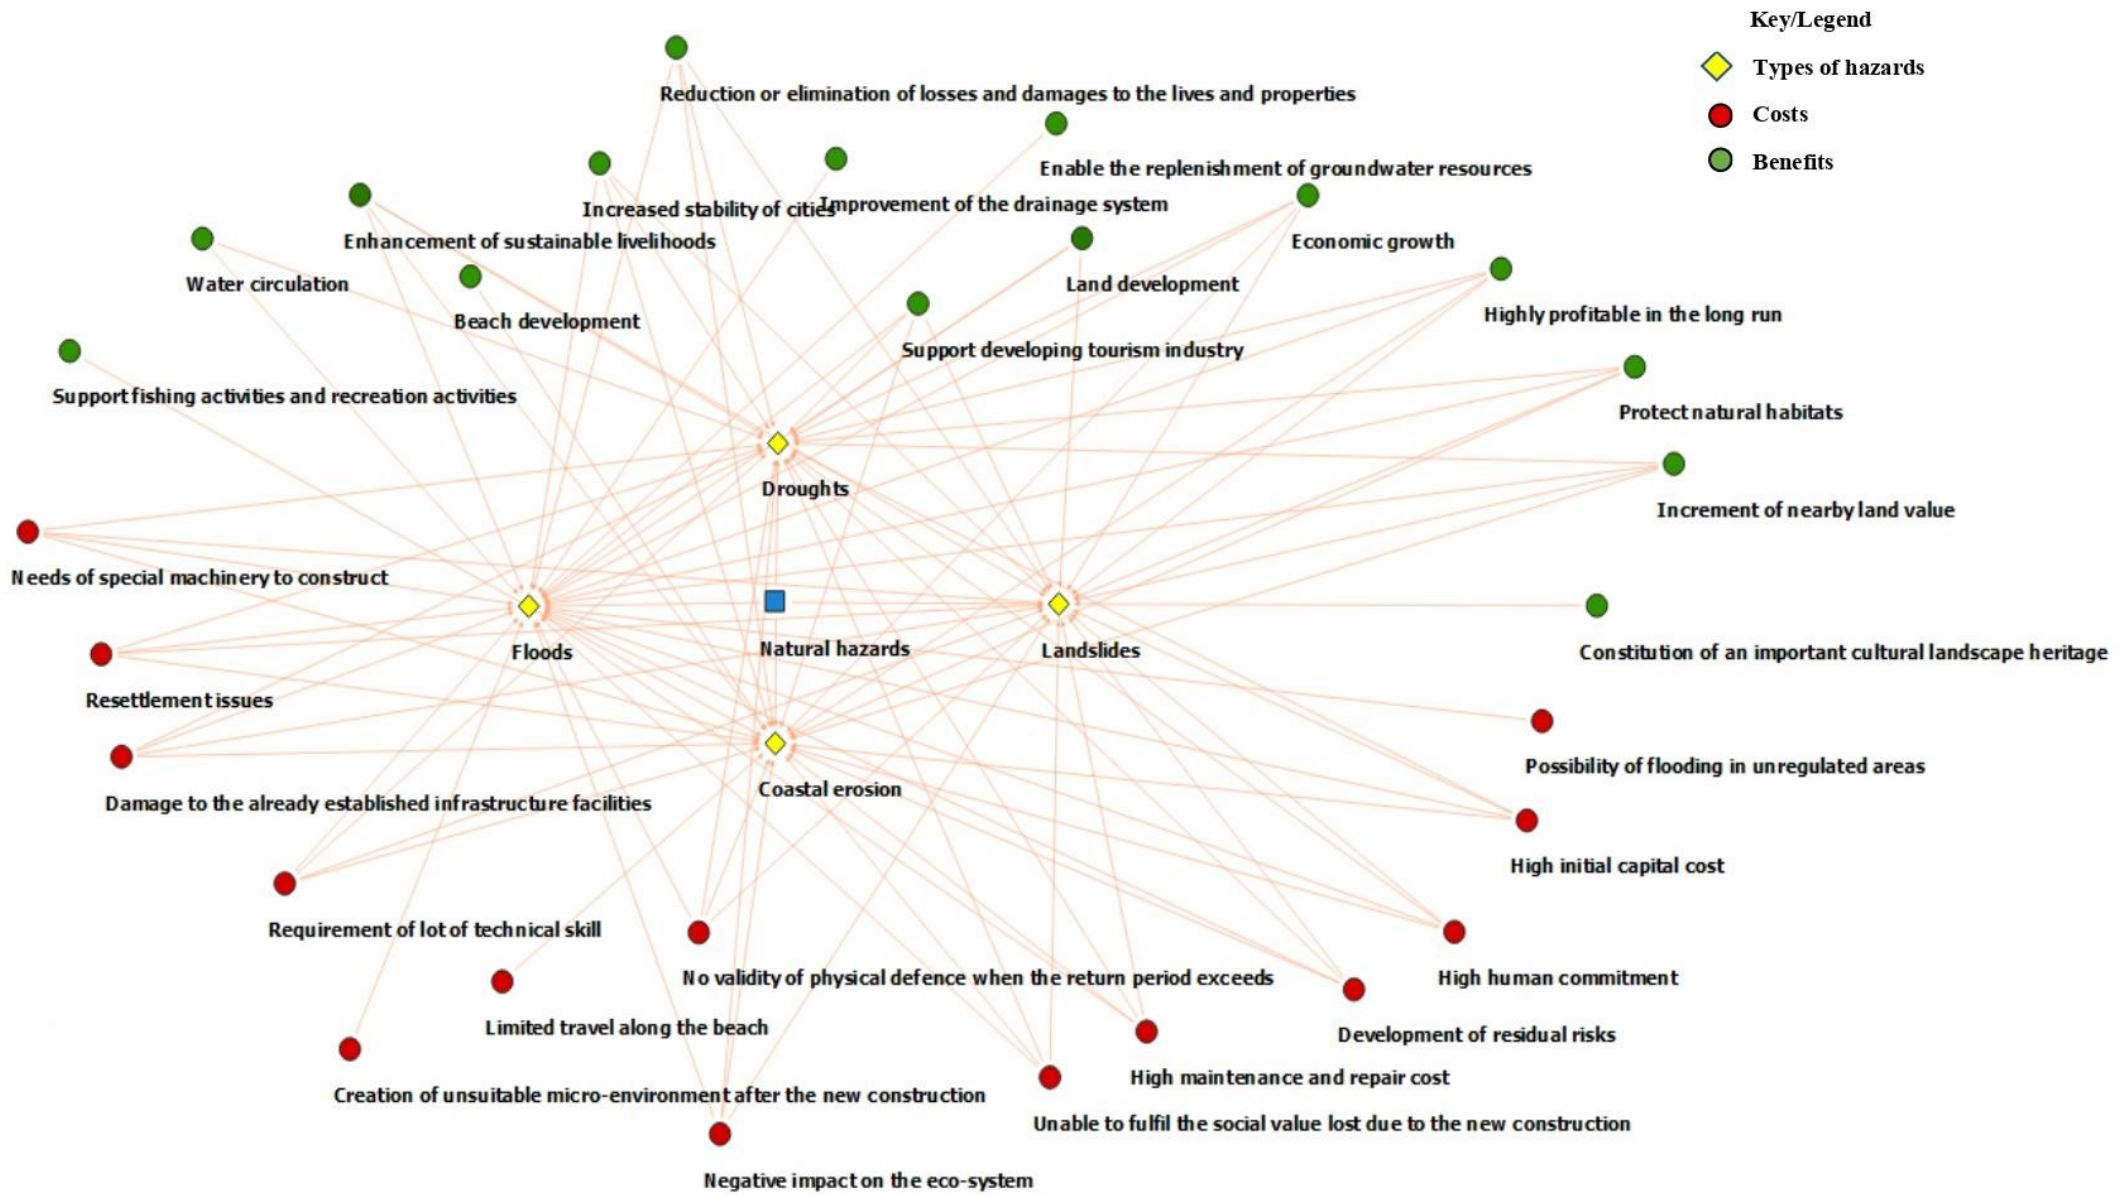 Key/Legend
Types of hazards
Costs
Benefits
Reduction or elimination of losses and damages to the lives and properties
Enable the replenishment of groundwater resources
Increased stability of cities
Improvement of the drainage system
Enhancement of sustainable livelihoods
Economic growth
Water circulation
Land development
Beach development
Highly profitable in the long run
Support developing tourism industry
Support fishing activities and recreation activities
Protect natural habitats
Droughts
Increment of nearby land value
Needs of special machinery to construct
Floods
Natural hazards
Landslides
Constitution of an important cultural landscape heritage
Resettlement issues
Possibility of flooding in unregulated areas
Coastal erosion
Damage to the already established infrastructure facilities
High initial capital cost
Requirement of lot of technical skill
No validity of physical defence when the return period exceeds
High human commitment
Limited travel along the beach
Development of residual risks
High maintenance and repair cost
Creation of unsuitable micro-environment after the new construction
Unable to fulfil the social value lost due to the new construction
Negative impact on the eco-system